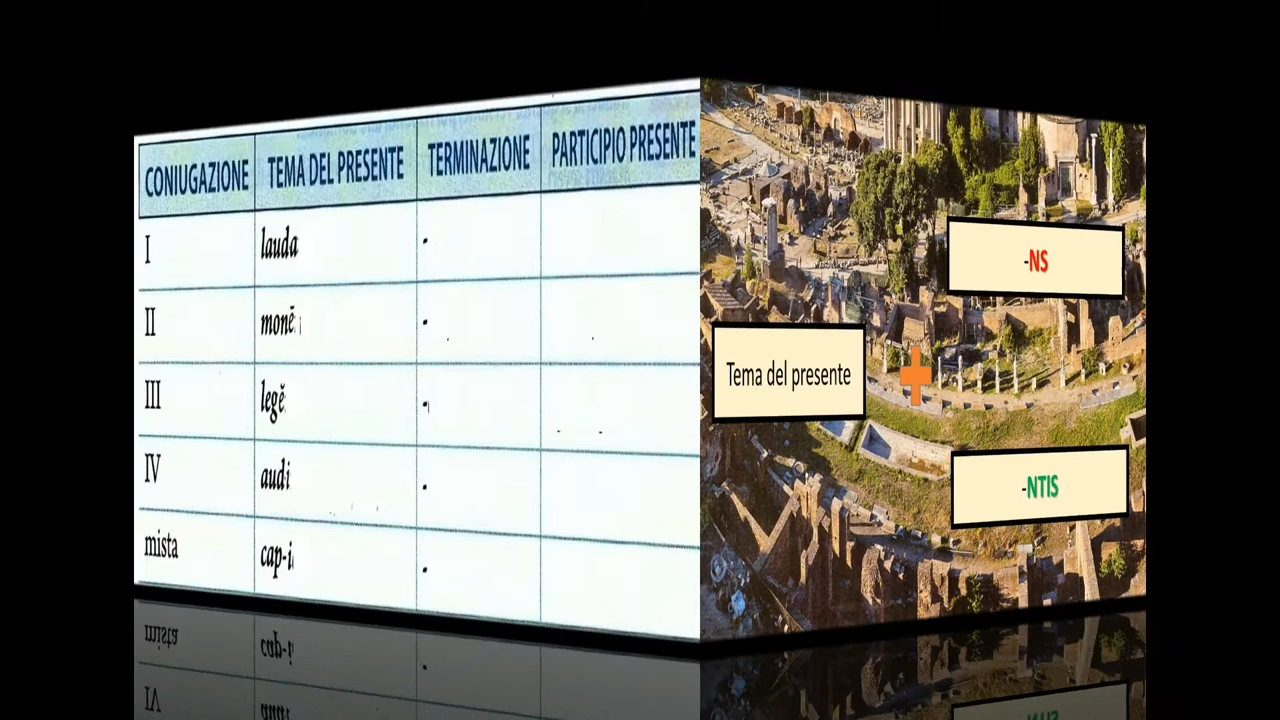 CONIUGAZIONE TEMA DEL PRESENTE TERMINAZIONE PARTICIPIO PRESENTE
I lauda -
II monē -
III legĕ -
IV audi -
mista cap-i -
-NS
Tema del presente
-NTIS